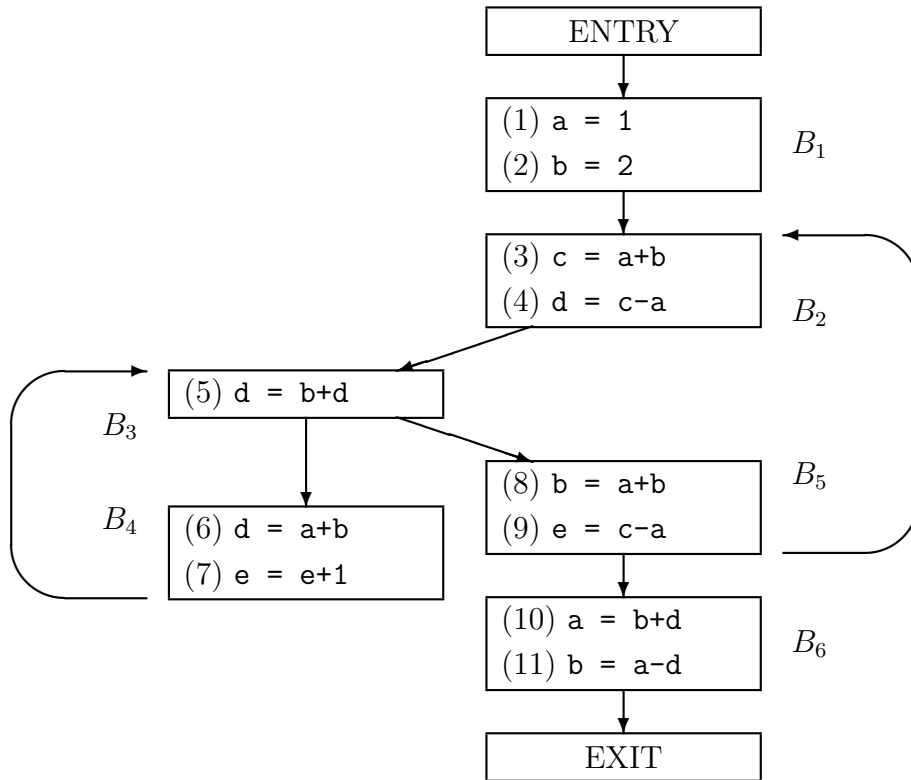 ENTRY
(1) a = 1
(2) b = 2
B₁
(3) c = a+b
(4) d = c-a
B₂
(5) d = b+d
B₃
(8) b = a+b
(9) e = c-a
B₅
B₄
(6) d = a+b
(7) e = e+1
(10) a = b+d
(11) b = a-d
B₆
EXIT